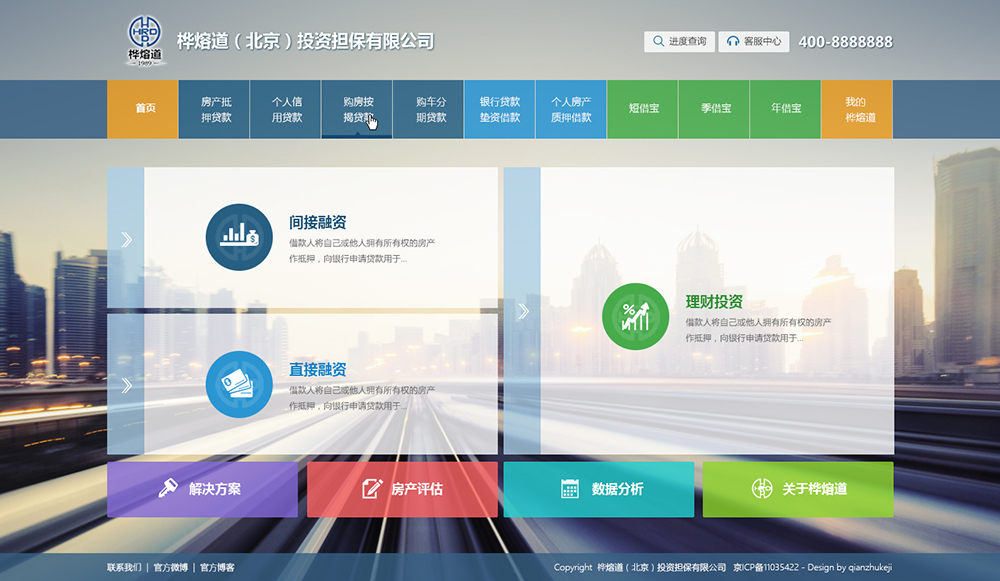 HRD
桦熔道
1989
桦熔道（北京）投资担保有限公司
进度查询
客服中心
400-8888888
首页
房产抵
押贷款
个人信
用贷款
购房按
揭贷款
购车分
期贷款
银行贷款
垫资借款
个人房产
质押借款
短借宝
季借宝
年借宝
我的
桦熔道
间接融资
借款人将自己或他人拥有所有权的房产
作抵押，向银行申请贷款用于...
直接融资
借款人将自己或他人拥有所有权的房产
作抵押，向银行申请贷款用于...
理财投资
借款人将自己或他人拥有所有权的房产
作抵押，向银行申请贷款用于...
解决方案
房产评估
数据分析
关于桦熔道
联系我们 | 官方微博 | 官方博客
Copyright 桦熔道（北京）投资担保有限公司 京ICP备11035422 - Design by qianzhukeji